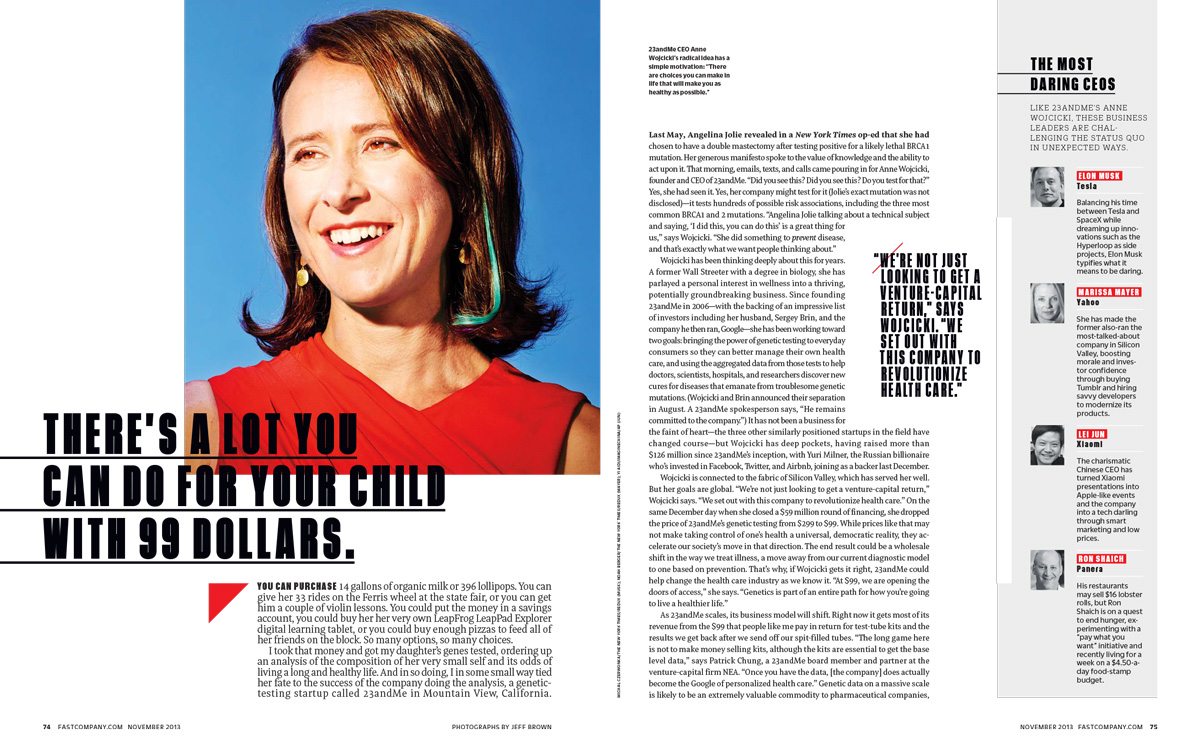 THERE'S A LOT YOU
CAN DO FOR YOUR CHILD
WITH 99 DOLLARS.
YOU CAN PURCHASE 14 gallons of organic milk or 396 lollipops. You can
give her 33 rides on the Ferris wheel at the state fair, or you can get
him a couple of violin lessons. You could put the money in a savings
account, you could buy her her very own LeapFrog LeapPad Explorer
digital learning tablet, or you could buy enough pizzas to feed all of
her friends on the block. So many options, so many choices.
I took that money and got my daughter's genes tested, ordering up
an analysis of the composition of her very small self and its odds of
living a long and healthy life. And in so doing, I in some small way tied
her fate to the success of the company doing the analysis, a genetic-
testing startup called 23andMe in Mountain View, California.
74 FASTCOMPANY.COM NOVEMBER 2013
PHOTOGRAPHS BY JEFF BROWN
23andMe CEO Anne
Wojcicki's radical idea has a
simple motivation: "There
are choices you can make in
life that will make you as
healthy as possible."
Last May, Angelina Jolie revealed in a New York Times op-ed that she had
chosen to have a double mastectomy after testing positive for a likely lethal BRCA1
mutation. Her generous manifesto spoke to the value of knowledge and the ability to
act upon it. That morning, emails, texts, and calls came pouring in for Anne Wojcicki,
founder and CEO of 23andMe. "Did you see this? Did you see this? Do you test for that?"
Yes, she had seen it. Yes, her company might test for it (Jolie's exact mutation was not
disclosed)—it tests hundreds of possible risk associations, including the three most
common BRCA1 and 2 mutations. "Angelina Jolie talking about a technical subject
and saying, 'I did this, you can do this' is a great thing for
us," says Wojcicki. "She did something to prevent disease,
and that's exactly what we want people thinking about."
Wojcicki has been thinking deeply about this for years.
A former Wall Streeter with a degree in biology, she has
parlayed a personal interest in wellness into a thriving,
potentially groundbreaking business. Since founding
23andMe in 2006—with the backing of an impressive list
of investors including her husband, Sergey Brin, and the
company he then ran, Google—she has been working toward
two goals: bringing the power of genetic testing to everyday
consumers so they can better manage their own health
care, and using the aggregated data from those tests to help
doctors, scientists, hospitals, and researchers discover new
cures for diseases that emanate from troublesome genetic
mutations. (Wojcicki and Brin announced their separation
in August. A 23andMe spokesperson says, "He remains
committed to the company.") It has not been a business for
the faint of heart—the three other similarly positioned startups in the field have
changed course—but Wojcicki has deep pockets, having raised more than
$126 million since 23andMe's inception, with Yuri Milner, the Russian billionaire
who's invested in Facebook, Twitter, and Airbnb, joining as a backer last December.
Wojcicki is connected to the fabric of Silicon Valley, which has served her well.
But her goals are global. "We're not just looking to get a venture-capital return,"
Wojcicki says. "We set out with this company to revolutionize health care." On the
same December day when she closed a $59 million round of financing, she dropped
the price of 23andMe's genetic testing from $299 to $99. While prices like that may
not make taking control of one's health a universal, democratic reality, they ac-
celerate our society's move in that direction. The end result could be a wholesale
shift in the way we treat illness, a move away from our current diagnostic model
to one based on prevention. That's why, if Wojcicki gets it right, 23andMe could
help change the health care industry as we know it. "At $99, we are opening the
doors of access," she says. "Genetics is part of an entire path for how you're going
to live a healthier life."
As 23andMe scales, its business model will shift. Right now it gets most of its
revenue from the $99 that people like me pay in return for test-tube kits and the
results we get back after we send off our spit-filled tubes. "The long game here
is not to make money selling kits, although the kits are essential to get the base
level data," says Patrick Chung, a 23andMe board member and partner at the
venture-capital firm NEA. "Once you have the data, [the company] does actually
become the Google of personalized health care." Genetic data on a massive scale
is likely to be an extremely valuable commodity to pharmaceutical companies,
"WE'RE NOT JUST
LOOKING TO GET A
VENTURE-CAPITAL
RETURN," SAYS
WOJCICKI. "WE
SET OUT WITH
THIS COMPANY TO
REVOLUTIONIZE
HEALTH CARE."
THE MOST
DARING CEOS
LIKE 23ANDME'S ANNE
WOJCICKI, THESE BUSINESS
LEADERS ARE CHAL-
LENGING THE STATUS QUO
IN UNEXPECTED WAYS.
ELON MUSK
Tesla
Balancing his time
between Tesla and
SpaceX while
dreaming up inno-
vations such as the
Hyperloop as side
projects, Elon Musk
typifies what it
means to be daring.
MARISSA MAYER
Yahoo
She has made the
former also-ran the
most-talked-about
company in Silicon
Valley, boosting
morale and inves-
tor confidence
through buying
Tumblr and hiring
savvy developers
to modernize its
products.
LEI JUN
Xiaomi
The charismatic
Chinese CEO has
turned Xiaomi
presentations into
Apple-like events
and the company
into a tech darling
through smart
marketing and low
prices.
RON SHAICH
Panera
His restaurants
may sell $16 lobster
rolls, but Ron
Shaich is on a quest
to end hunger, ex-
perimenting with a
"pay what you
want" initiative and
recently living for a
week on a $4.50-a-
day food-stamp
budget.
NOVEMBER 2013 FASTCOMPANY.COM 75